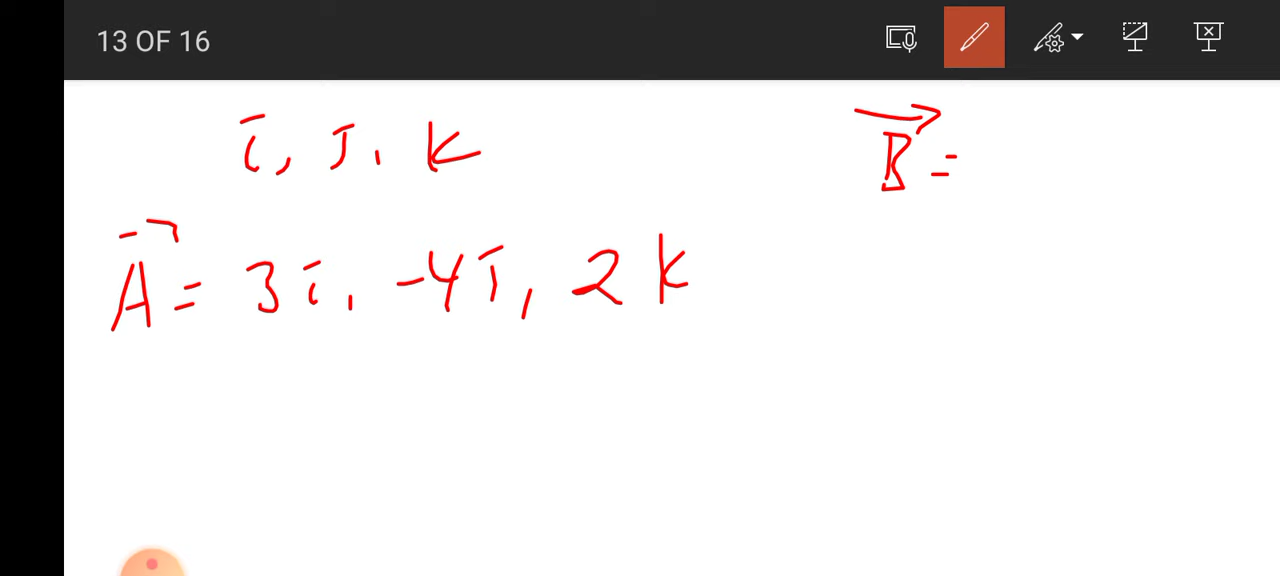 13 OF 16
i, J, K
B =
A = 3i, -4J, 2k